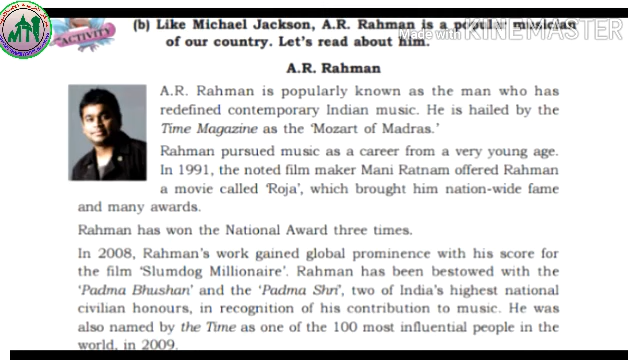 ACTIVITY
(b) Like Michael Jackson, A.R. Rahman is a popular musician
Made with KINEMASTER
of our country. Let's read about him.
A.R. Rahman
A.R. Rahman is popularly known as the man who has
redefined contemporary Indian music. He is hailed by the
Time Magazine as the 'Mozart of Madras.'
Rahman pursued music as a career from a very young age.
In 1991, the noted film maker Mani Ratnam offered Rahman
a movie called 'Roja', which brought him nation-wide fame
and many awards.
Rahman has won the National Award three times.
In 2008, Rahman's work gained global prominence with his score for
the film 'Slumdog Millionaire'. Rahman has been bestowed with the
'Padma Bhushan' and the 'Padma Shri', two of India's highest national
civilian honours, in recognition of his contribution to music. He was
also named by the Time as one of the 100 most influential people in the
world, in 2009.